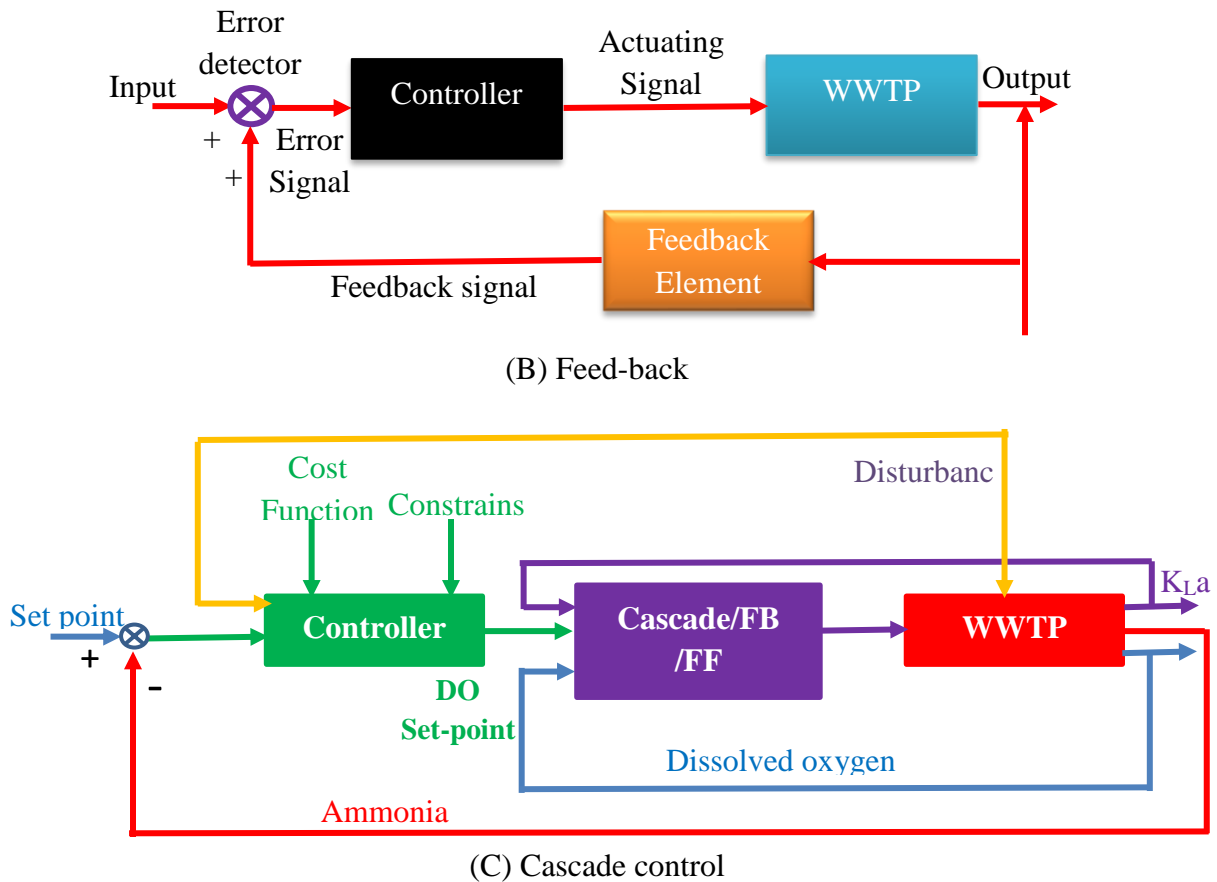 Error
detector
Input
+
+
Error
Signal
Controller
Actuating
Signal
WWTP
Output
Feedback
Element
Feedback signal
(B) Feed-back
Cost
Function
Constrains
Disturbanc
Set point
+
-
Controller
DO
Set-point
Cascade/FB
/FF
WWTP
KLa
Dissolved oxygen
Ammonia
(C) Cascade control